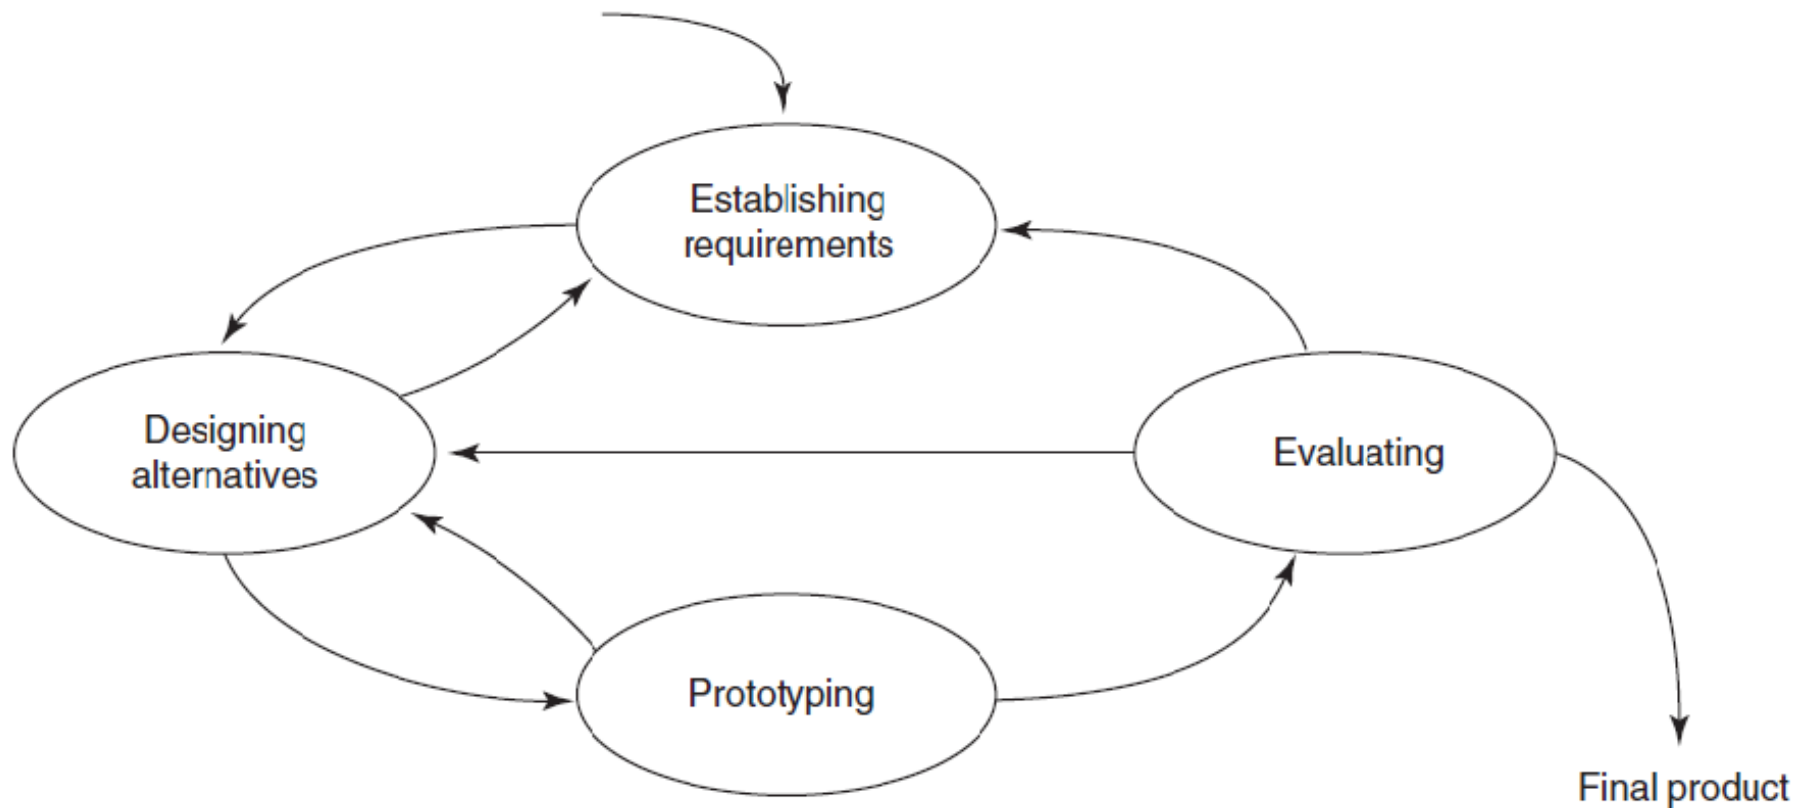 Establishing
requirements
Designing
alternatives
Evaluating
Prototyping
Final product